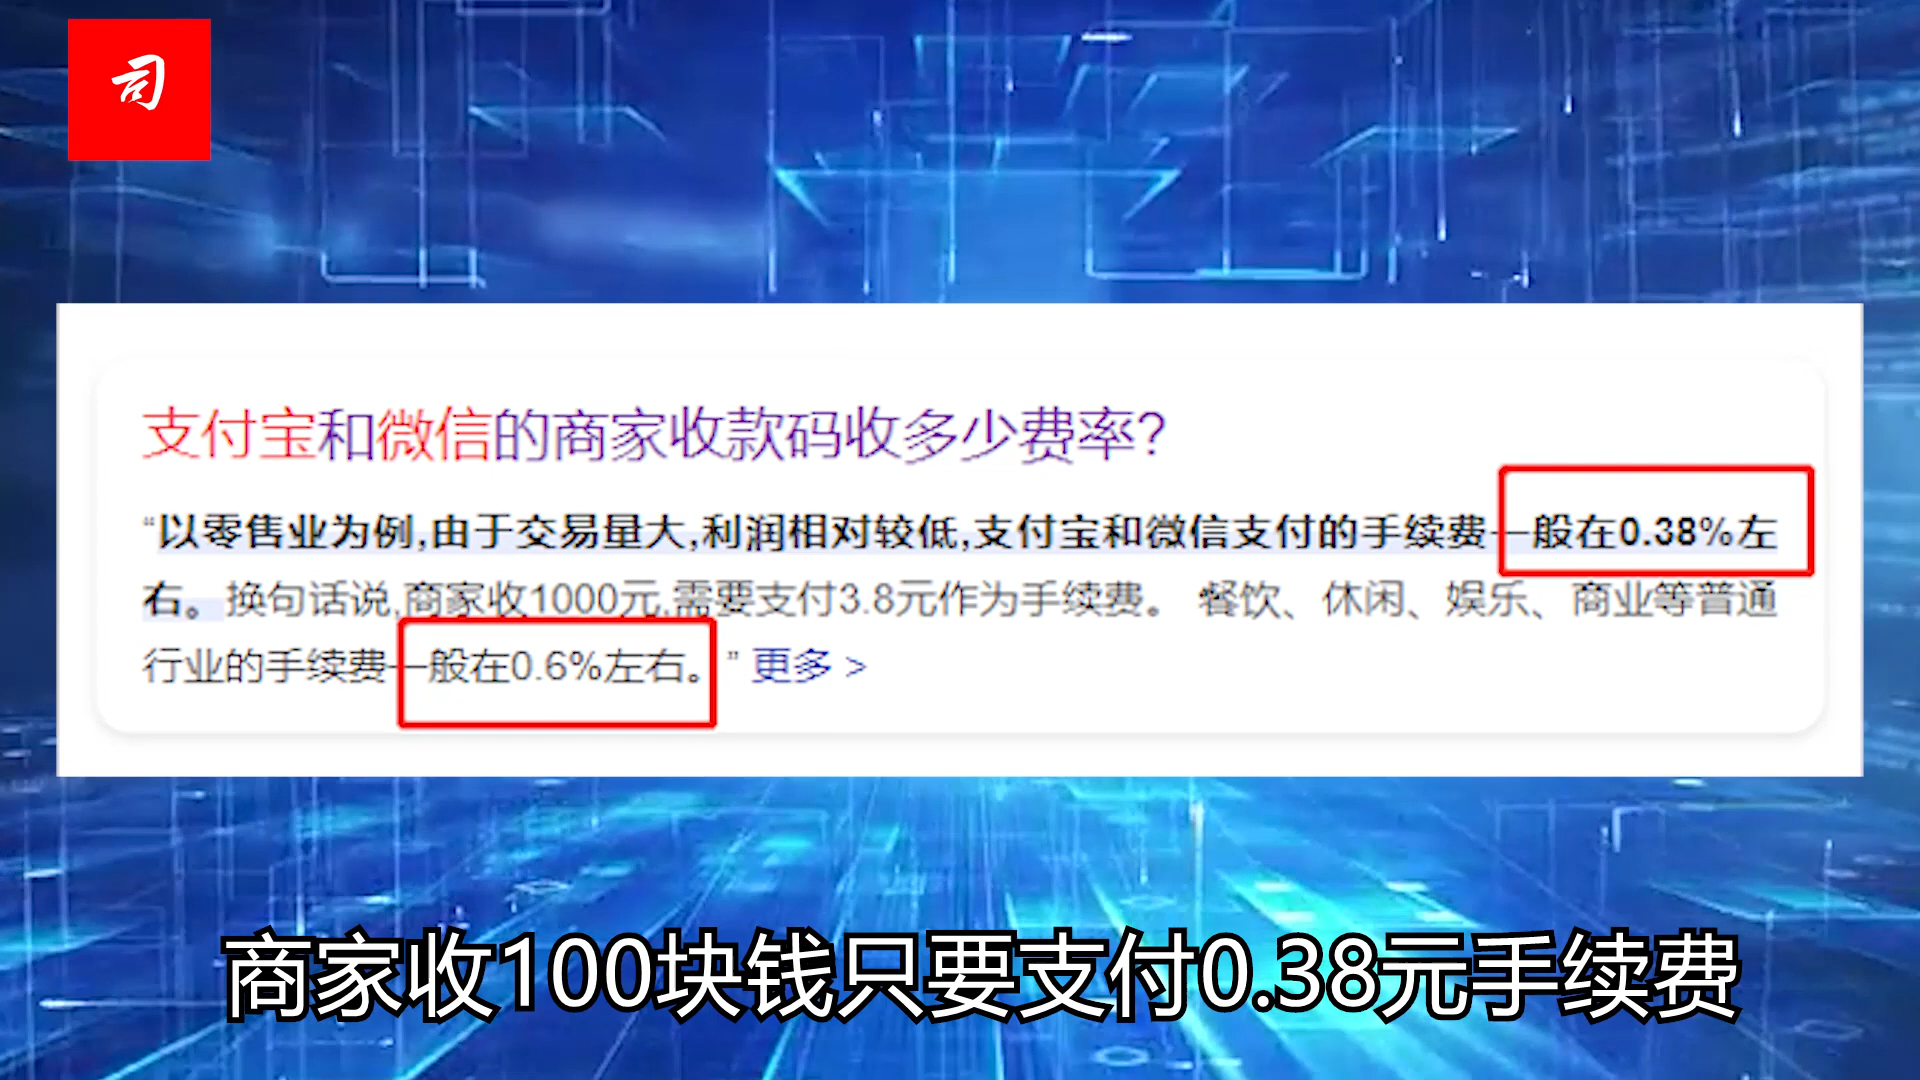 司
支付宝和微信的商家收款码收多少费率?
“以零售业为例,由于交易量大,利润相对较低,支付宝和微信支付的手续费一般在0.38%左
右。换句话说,商家收1000元,需要支付3.8元作为手续费。 餐饮、休闲、娱乐、商业等普通
行业的手续费一般在0.6%左右。” 更多 >
商家收100块钱只要支付0.38元手续费